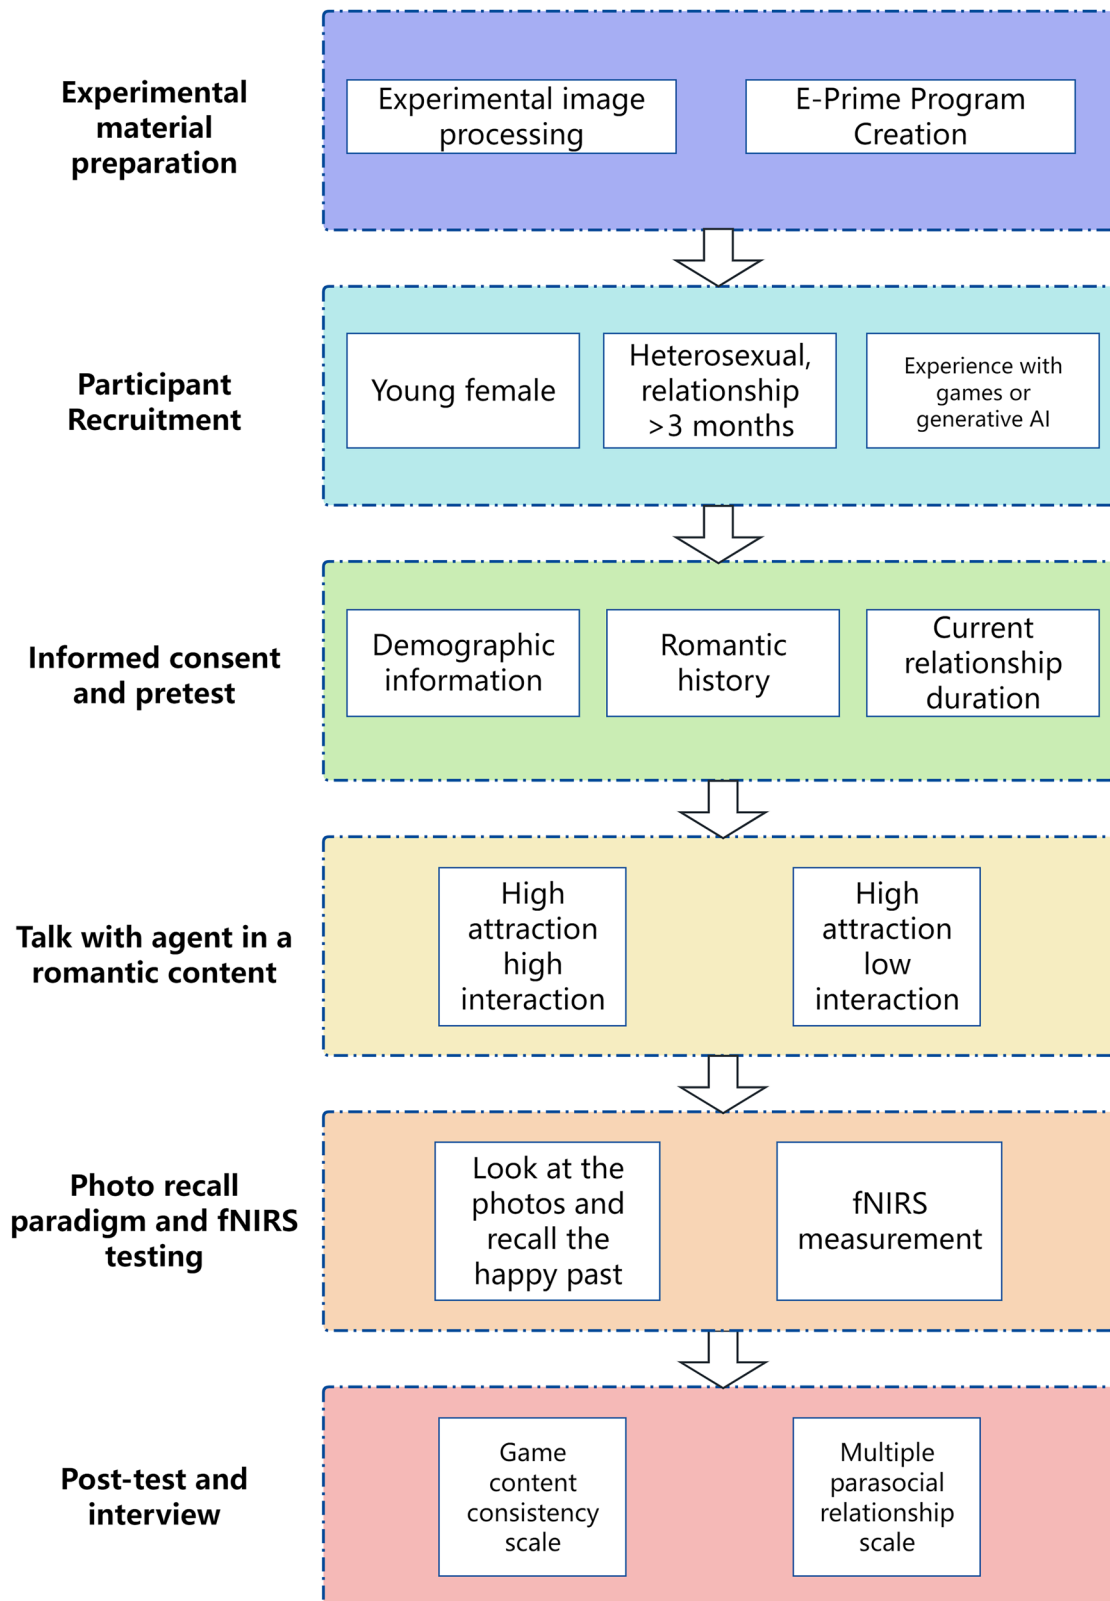 Experimental
material
preparation
Experimental image
processing
E-Prime Program
Creation
Participant
Recruitment
Young female
Heterosexual,
relationship
>3 months
Experience with
games or
generative AI
Informed consent
and pretest
Demographic
information
Romantic
history
Current
relationship
duration
Talk with agent in a
romantic content
High
attraction
high
interaction
High
attraction
low
interaction
Photo recall
paradigm and fNIRS
testing
Look at the
photos and
recall the
happy past
fNIRS
measurement
Post-test and
interview
Game
content
consistency
scale
Multiple
parasocial
relationship
scale